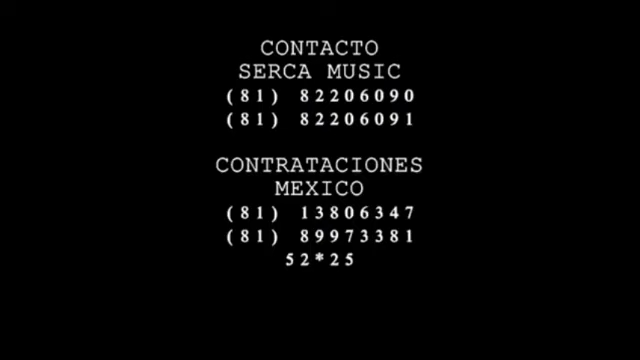 CONTACTO
SERCA MUSIC
(81) 82206090
(81) 82206091
CONTRATACIONES
MEXICO
(81) 13806347
(81) 89973381
52*25